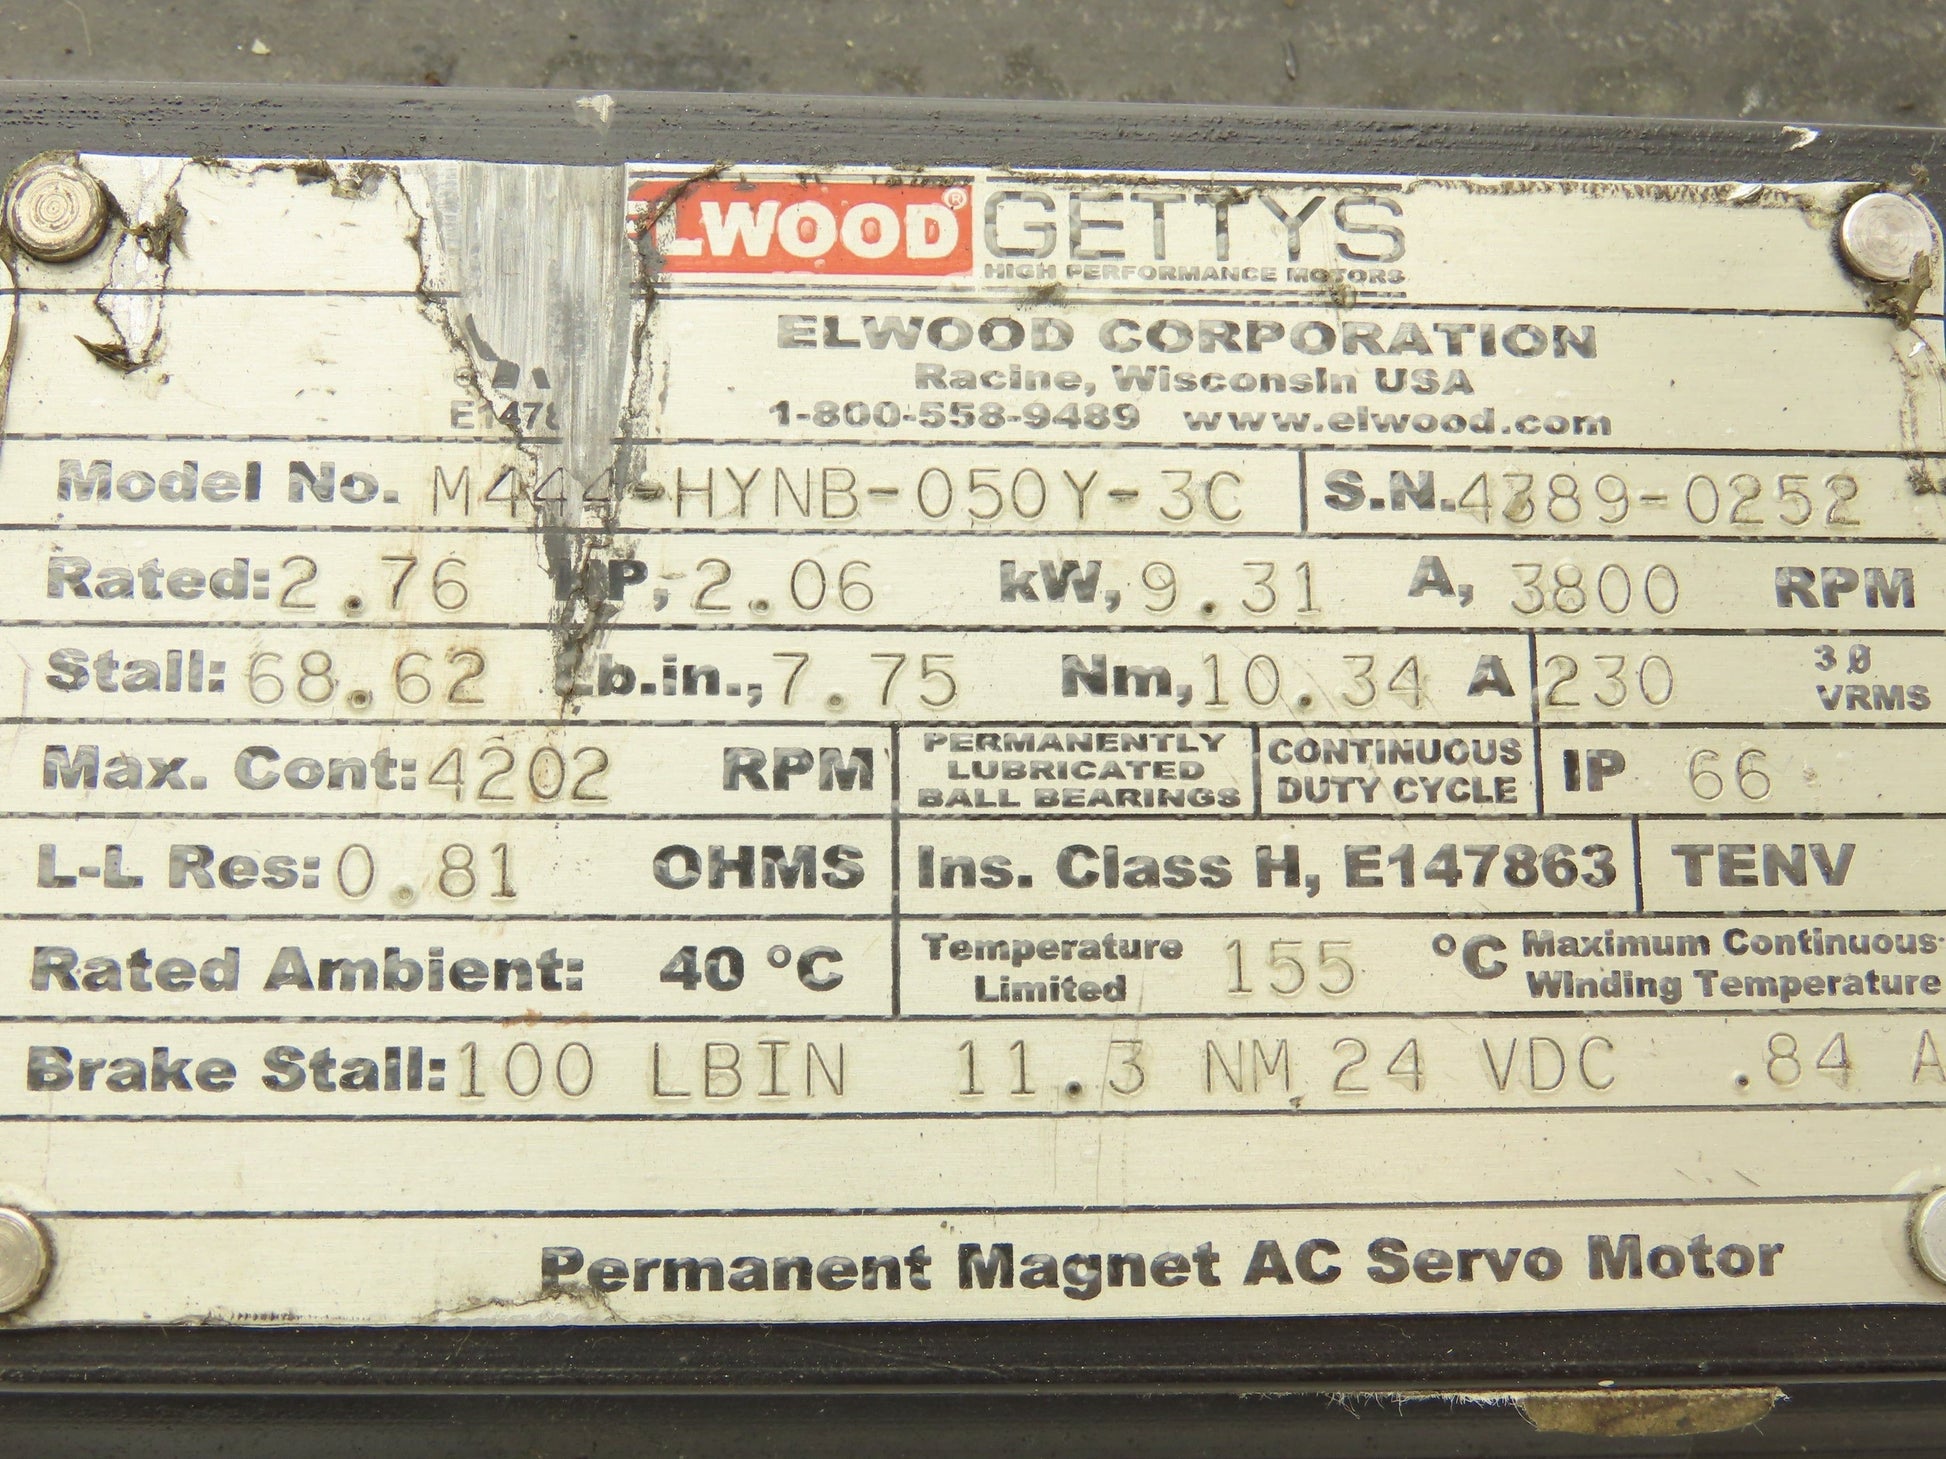 ELWOOD® GETTYS
HIGH PERFORMANCE MOTORS
ELWOOD CORPORATION
Racine, Wisconsin USA
E1478 1-800-558-9489 www.elwood.com
Model No. M444-HYNB-050Y-3C S.N. 4389-0252
Rated: 2.76 HP, 2.06 kW, 9.31 A, 3800 RPM
Stall: 68.62 Lb.in., 7.75 Nm, 10.34 A 230 3Ø VRMS
Max. Cont: 4202 RPM PERMANENTLY LUBRICATED BALL BEARINGS CONTINUOUS DUTY CYCLE IP 66
L-L Res: 0.81 OHMS Ins. Class H, E147863 TENV
Rated Ambient: 40 °C Temperature Limited 155 °C Maximum Continuous Winding Temperature
Brake Stall: 100 LBIN 11.3 NM 24 VDC .84 A
Permanent Magnet AC Servo Motor